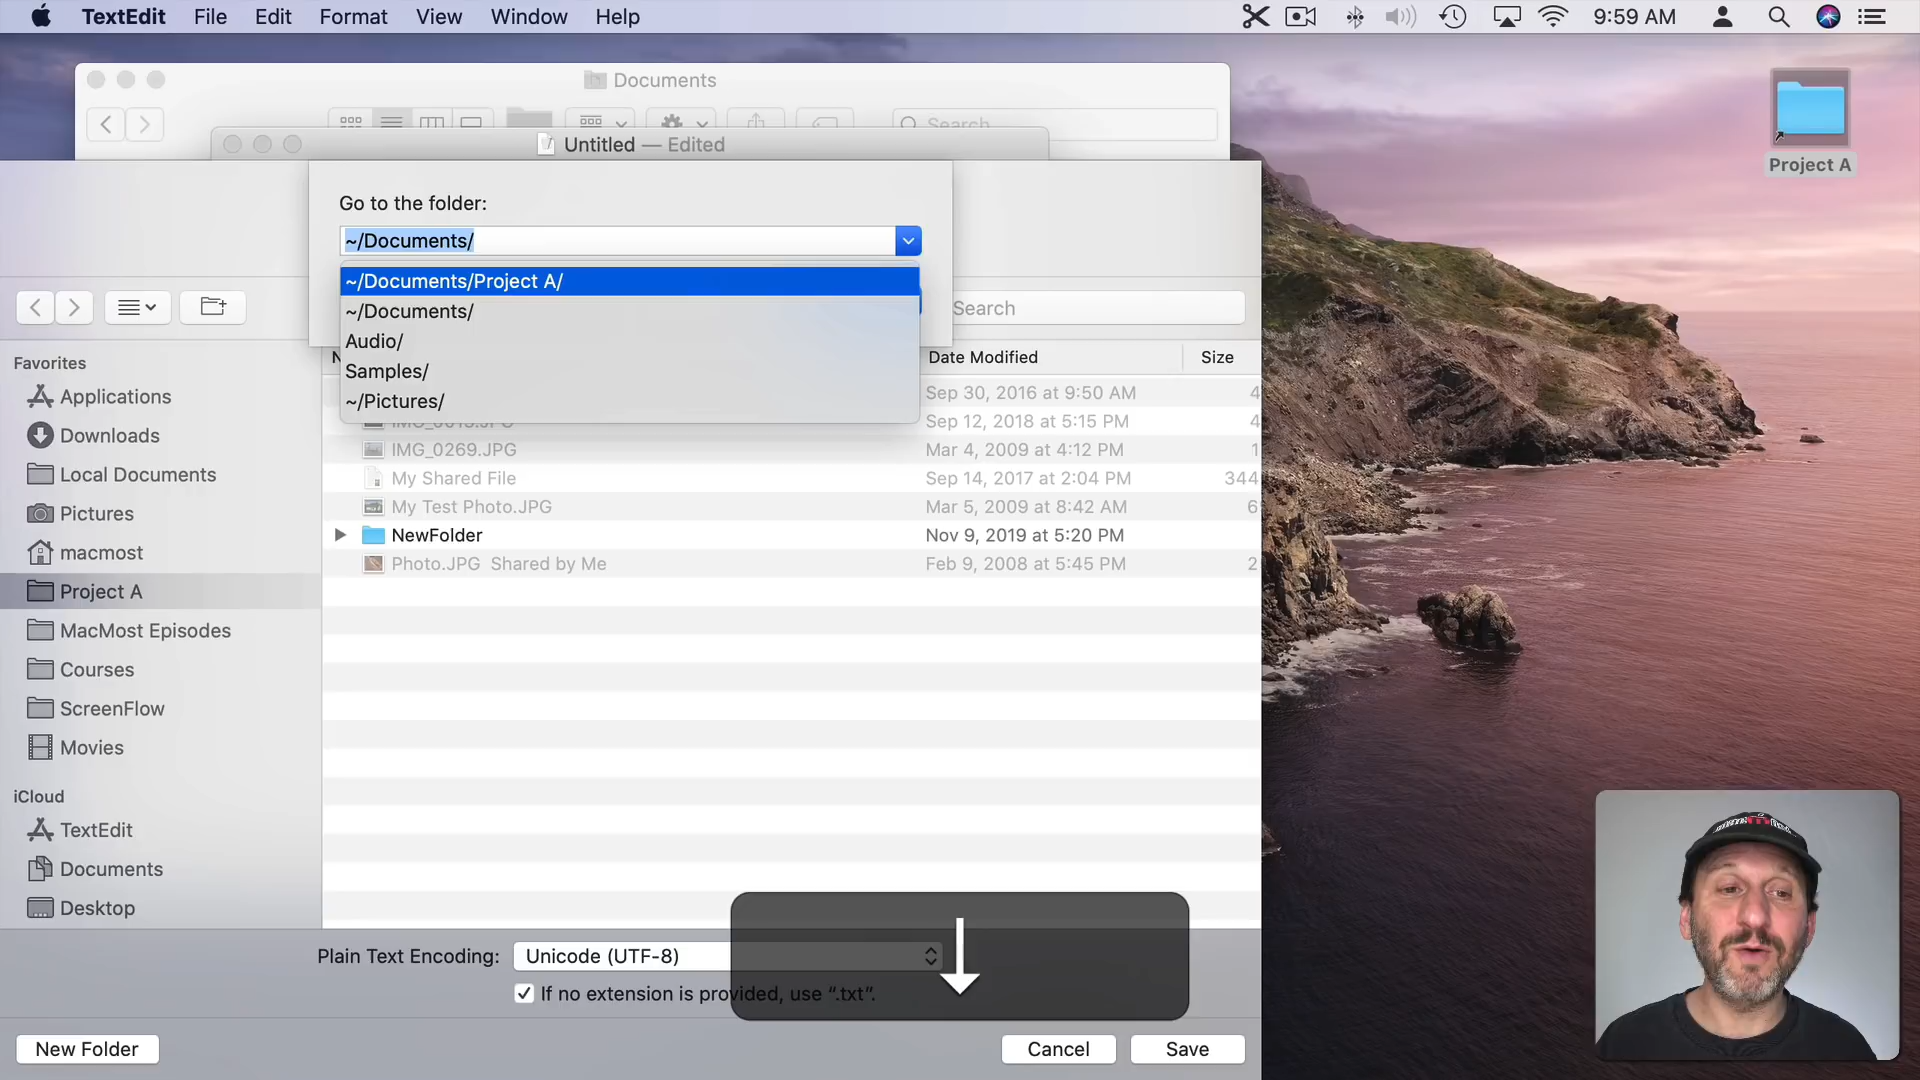 TextEdit File Edit Format View Window Help 9:59 AM
Documents
Search
Untitled — Edited
Project A
Go to the folder:
~/Documents/
~/Documents/Project A/
~/Documents/
Audio/
Samples/
~/Pictures/
Search
Date Modified Size
Favorites
Applications
Downloads
Local Documents
Pictures
macmost
Project A
MacMost Episodes
Courses
ScreenFlow
Movies
iCloud
TextEdit
Documents
Desktop
Sep 30, 2016 at 9:50 AM 4
Sep 12, 2018 at 5:15 PM 4
IMG_0269.JPG Mar 4, 2009 at 4:12 PM 1
My Shared File Sep 14, 2017 at 2:04 PM 344
My Test Photo.JPG Mar 5, 2009 at 8:42 AM 6
NewFolder Nov 9, 2019 at 5:20 PM
Photo.JPG Shared by Me Feb 9, 2008 at 5:45 PM 2
Plain Text Encoding: Unicode (UTF-8)
If no extension is provided, use “.txt”.
New Folder Cancel Save